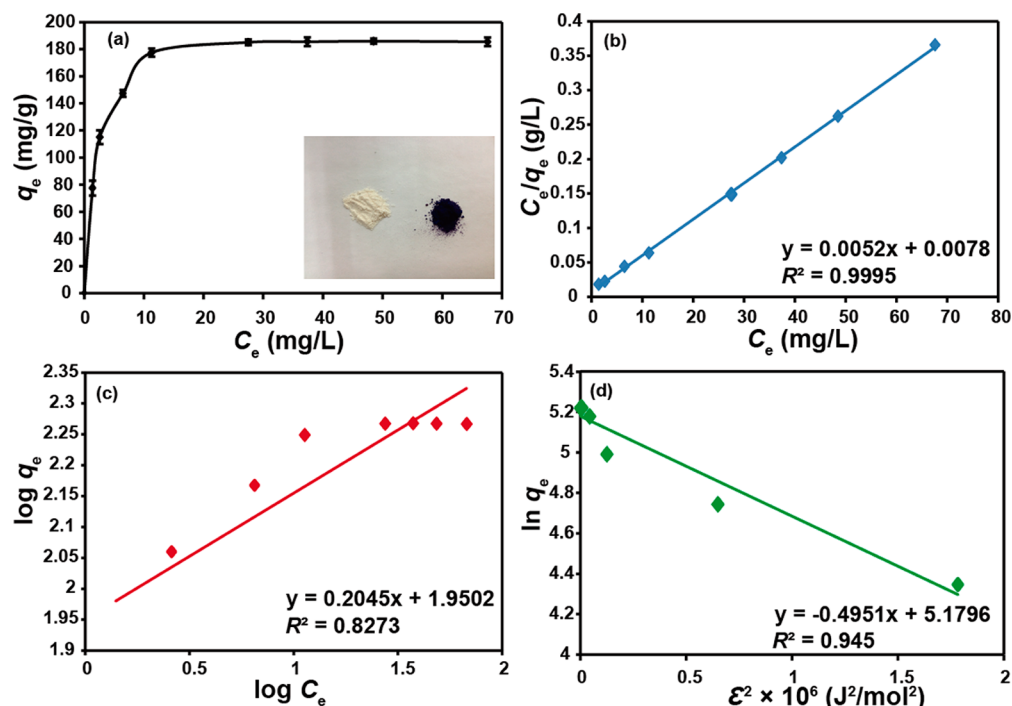 (a)
200
180
160
140
120
100
80
60
40
20
0
qe (mg/g)
0 10 20 30 40 50 60 70
Ce (mg/L)
(b)
0.4
0.35
0.3
0.25
0.2
0.15
0.1
0.05
0
Ce/qe (g/L)
y = 0.0052x + 0.0078
R² = 0.9995
0 10 20 30 40 50 60 70 80
Ce (mg/L)
(c)
2.35
2.3
2.25
2.2
2.15
2.1
2.05
2
1.95
1.9
log qe
y = 0.2045x + 1.9502
R² = 0.8273
0 0.5 1 1.5 2
log Ce
(d)
5.4
5.2
5
4.8
4.6
4.4
4.2
4
ln qe
y = -0.4951x + 5.1796
R² = 0.945
0 0.5 1 1.5 2
Ɛ² × 10⁶ (J²/mol²)